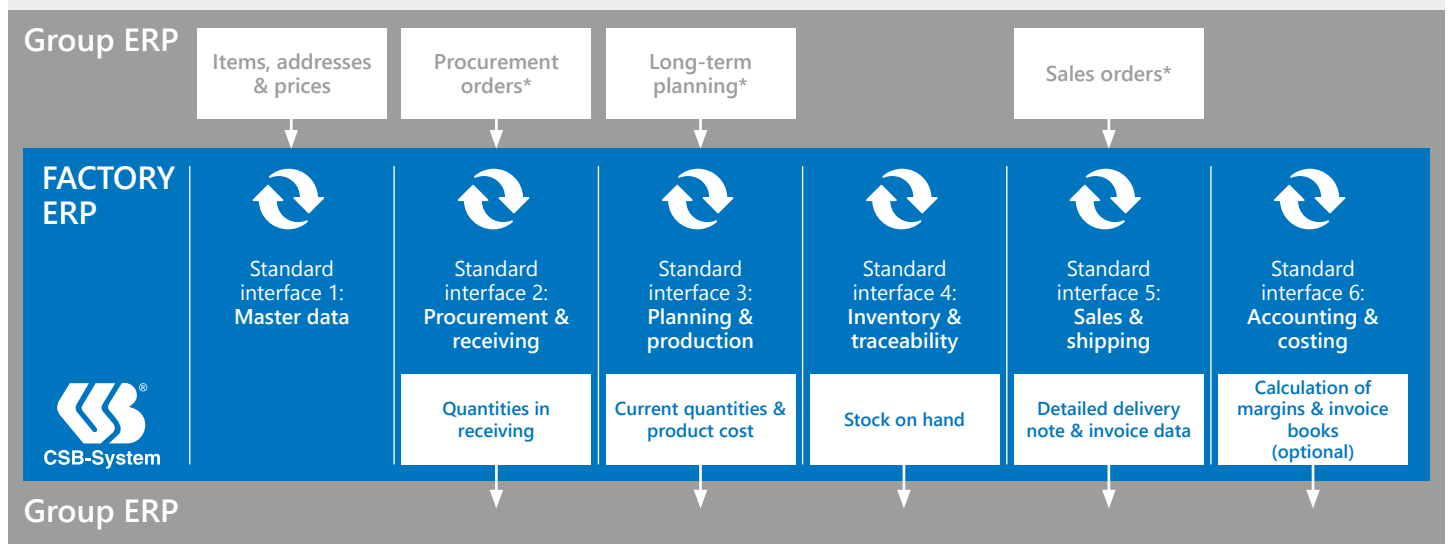 Group ERP
Items, addresses
& prices
Procurement
orders*
Long-term
planning*
Sales orders*
FACTORY
ERP
Standard
interface 1:
Master data
Standard
interface 2:
Procurement &
receiving
Standard
interface 3:
Planning &
production
Standard
interface 4:
Inventory &
traceability
Standard
interface 5:
Sales &
shipping
Standard
interface 6:
Accounting &
costing
CSB ®
CSB-System
Quantities in
receiving
Current quantities &
product cost
Stock on hand
Detailed delivery
note & invoice data
Calculation of
margins & invoice
books
(optional)
Group ERP